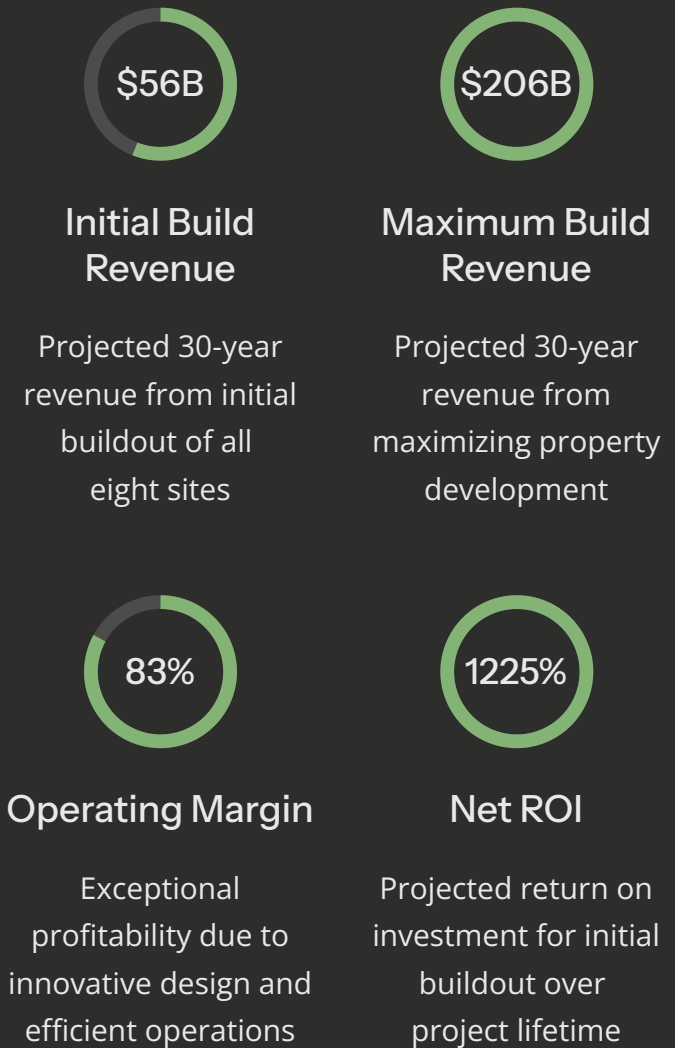 $56B
Initial Build
Revenue
Projected 30-year
revenue from initial
buildout of all
eight sites
$206B
Maximum Build
Revenue
Projected 30-year
revenue from
maximizing property
development
83%
Operating Margin
Exceptional
profitability due to
innovative design and
efficient operations
1225%
Net ROI
Projected return on
investment for initial
buildout over
project lifetime